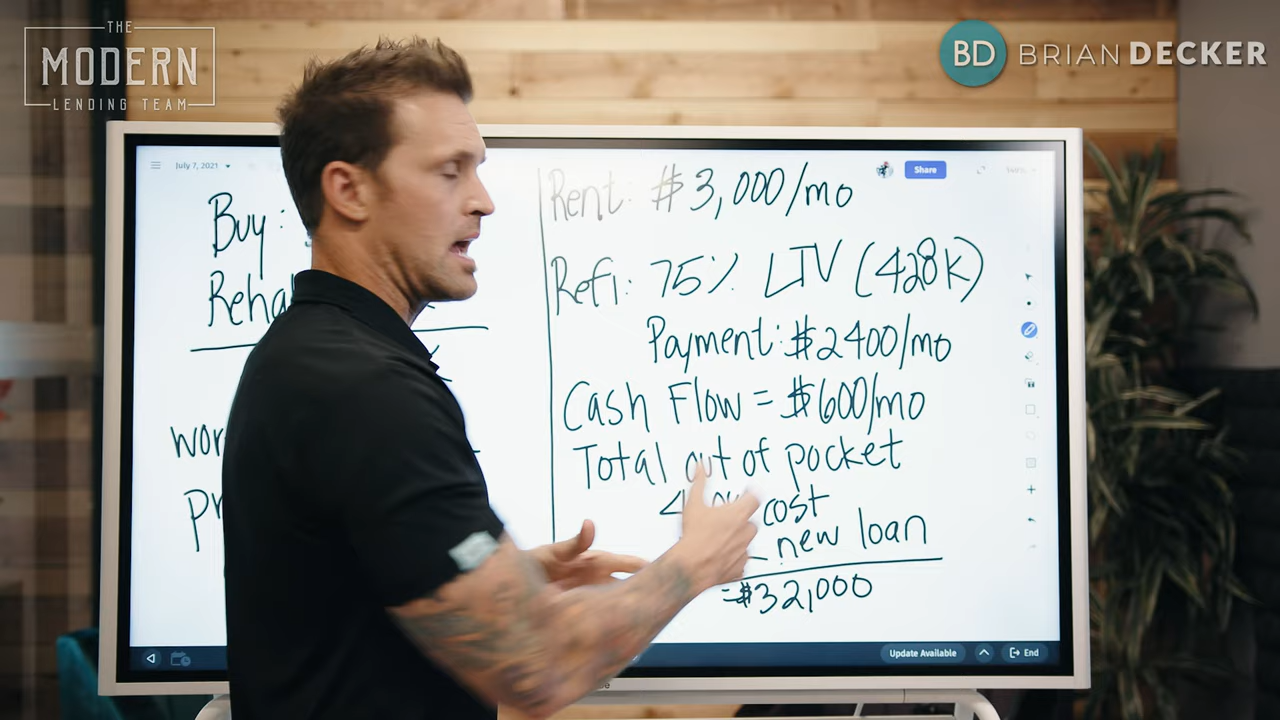 THE
MODERN
LENDING TEAM
BD BRIAN DECKER
July 7, 2021
Share
Buy:
Rent: $3,000/mo
Refi: 75% LTV (428K)
Payment: $2400/mo
Cash Flow = $600/mo
Total out of pocket
cost
new loan
=$32,000
Update Available
End